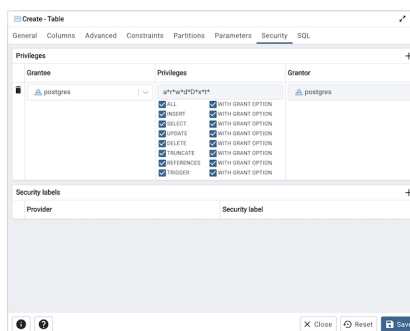 Create - Table
General Columns Advanced Constraints Partitions Parameters Security SQL
Privileges
Grantee Privileges Grantor
postgres a*r*w*d*D*x*t* postgres
ALL WITH GRANT OPTION
INSERT WITH GRANT OPTION
SELECT WITH GRANT OPTION
UPDATE WITH GRANT OPTION
DELETE WITH GRANT OPTION
TRUNCATE WITH GRANT OPTION
REFERENCES WITH GRANT OPTION
TRIGGER WITH GRANT OPTION
Security labels
Provider Security label
Close Reset Save